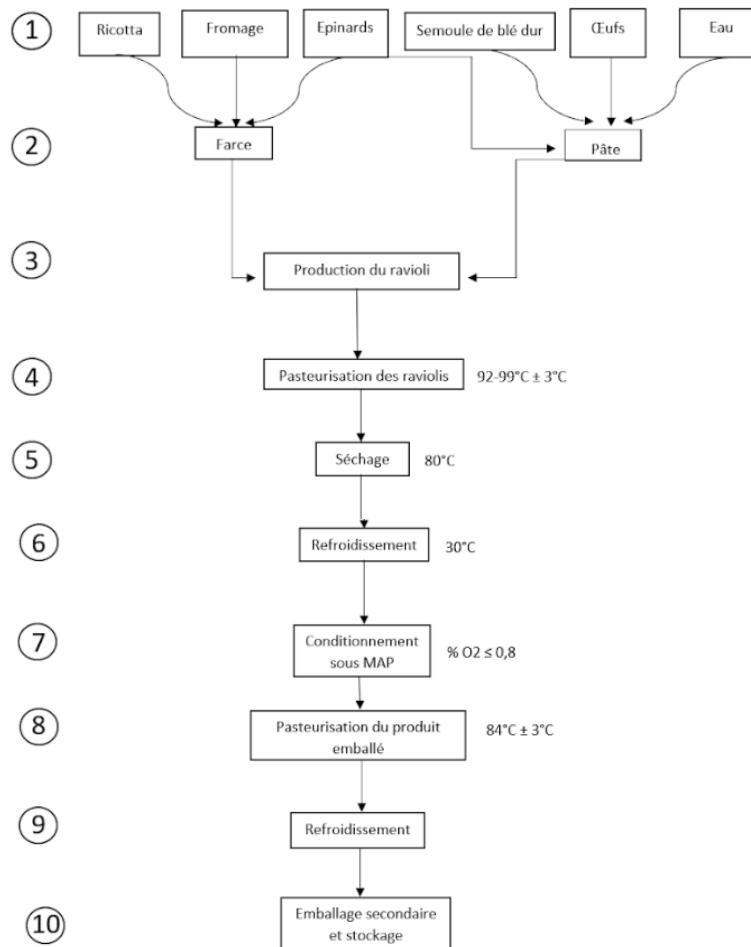 1
Ricotta
Fromage
Epinards
Semoule de blé dur
Œufs
Eau
2
Farce
Pâte
3
Production du ravioli
4
Pasteurisation des raviolis
92-99°C ± 3°C
5
Séchage
80°C
6
Refroidissement
30°C
7
Conditionnement
sous MAP
% O2 ≤ 0,8
8
Pasteurisation du produit
emballé
84°C ± 3°C
9
Refroidissement
10
Emballage secondaire
et stockage